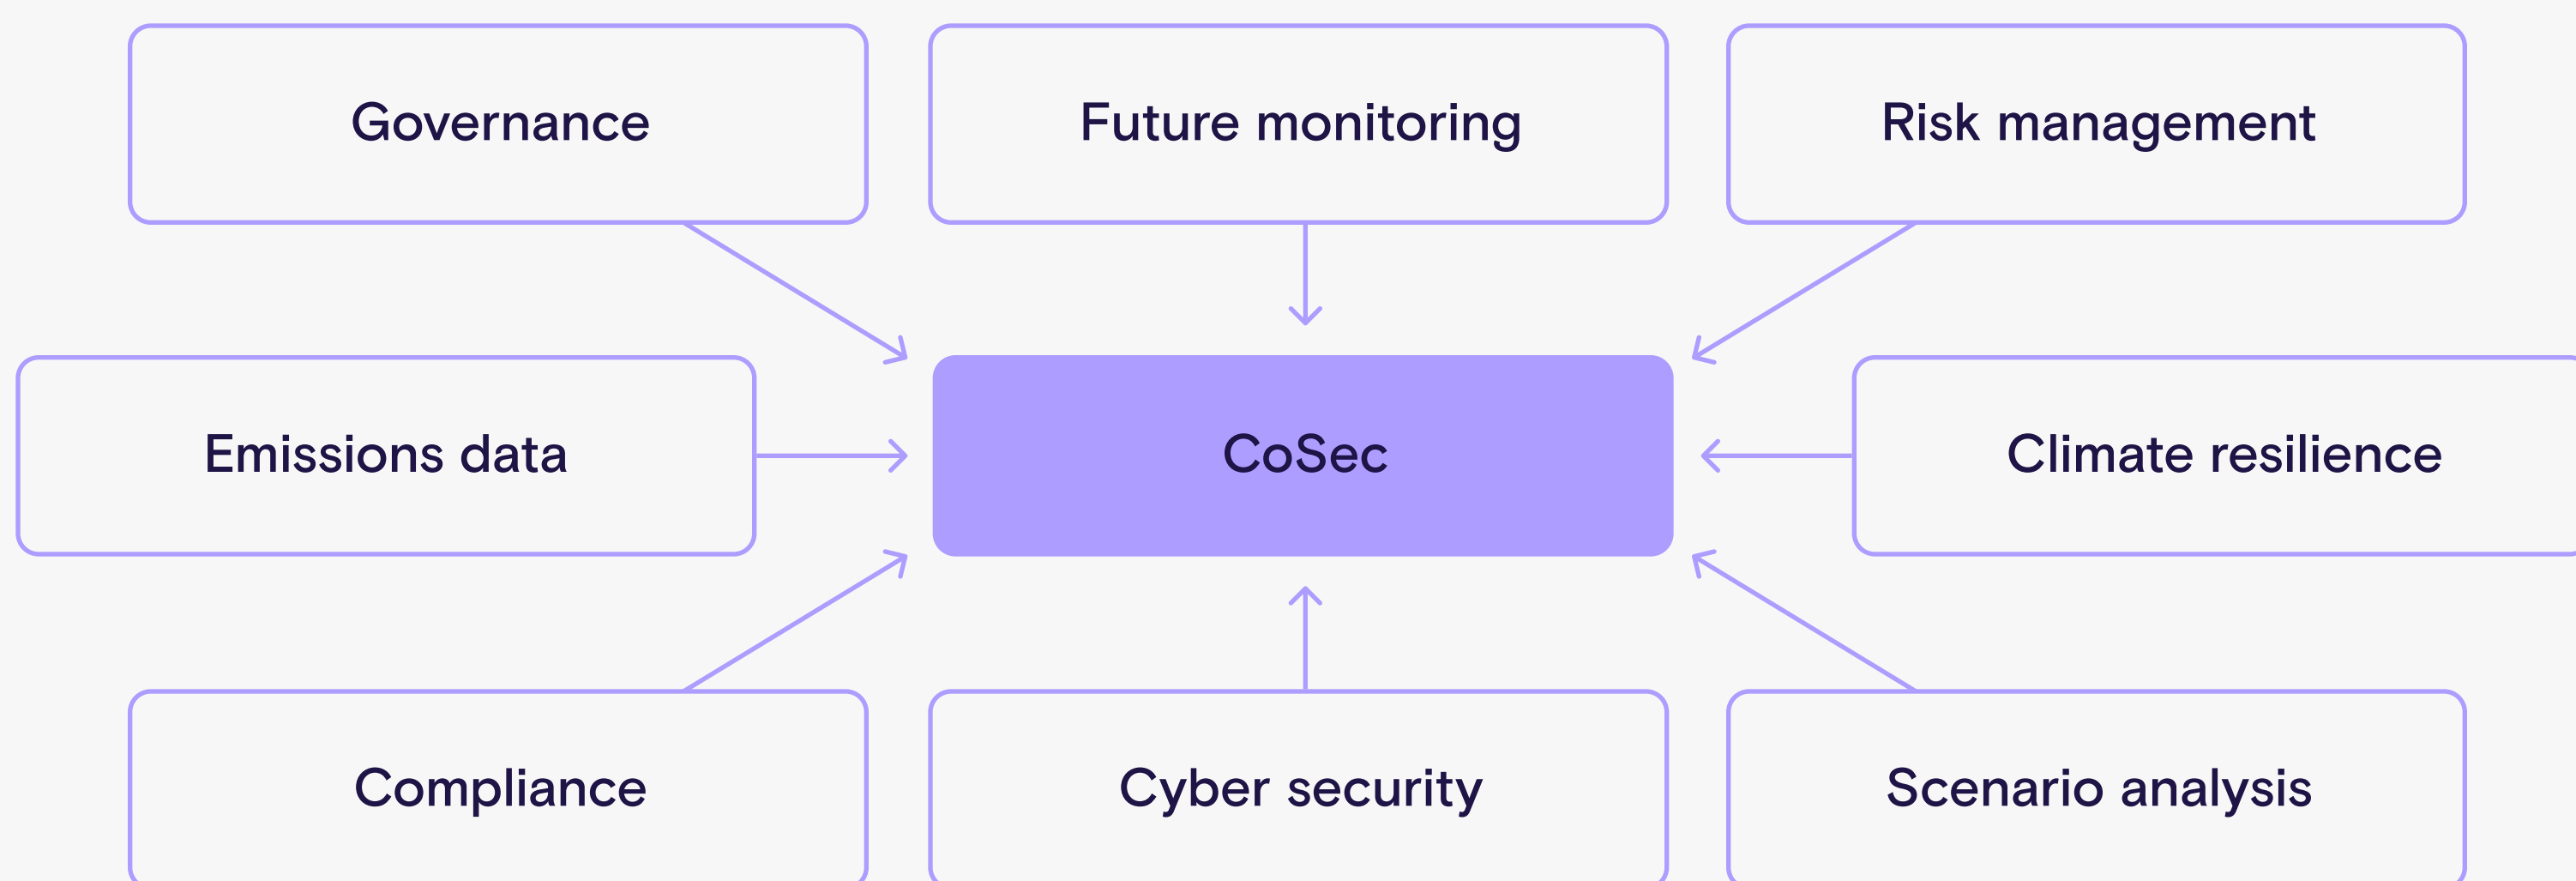 Governance
Future monitoring
Risk management
Emissions data
CoSec
Climate resilience
Compliance
Cyber security
Scenario analysis